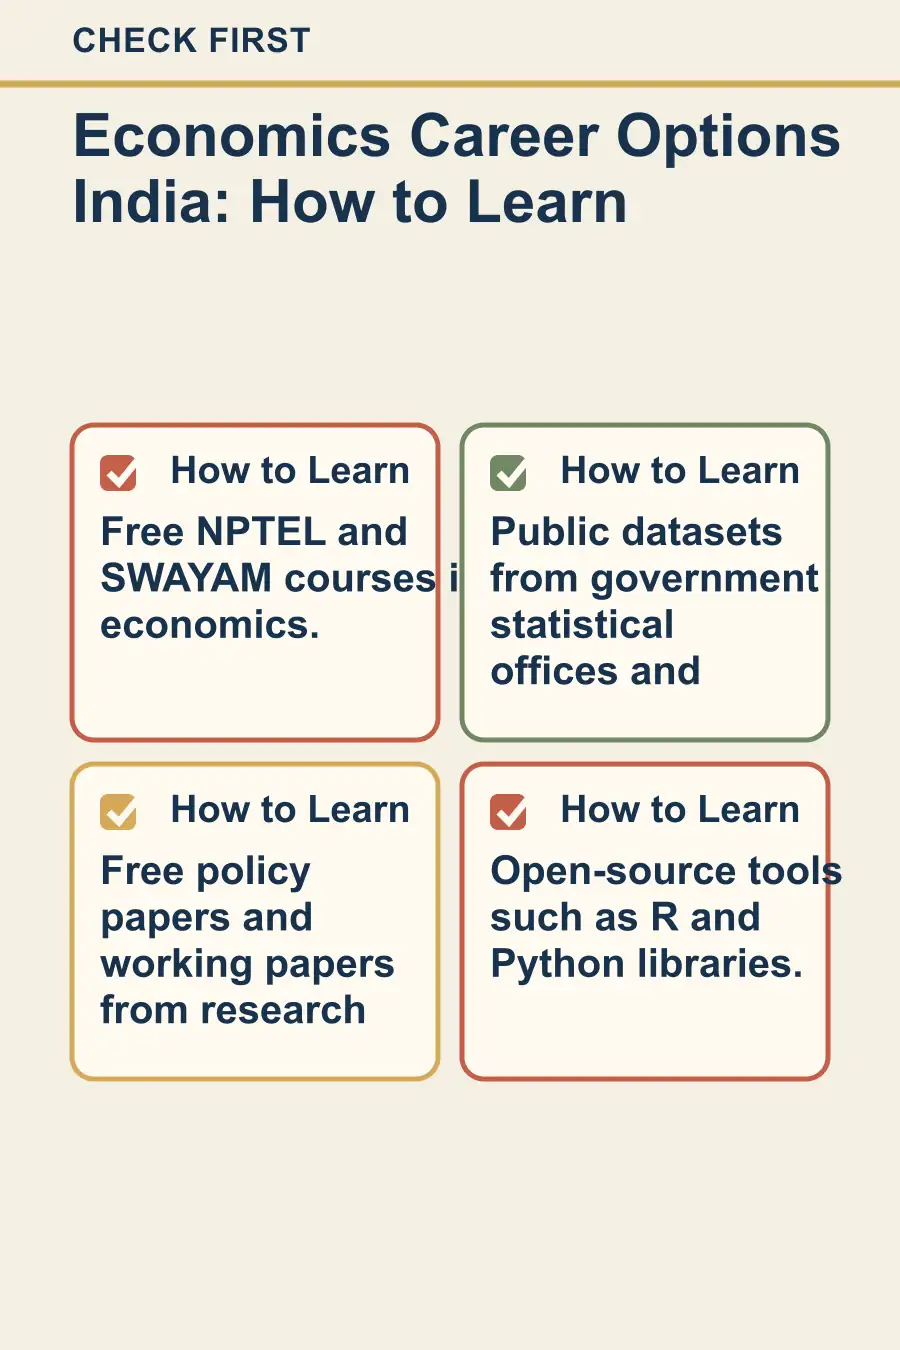 CHECK FIRST
Economics Career Options
India: How to Learn
How to Learn
Free NPTEL and
SWAYAM courses i
economics.
How to Learn
Public datasets
from government
statistical
offices and
How to Learn
Free policy
papers and
working papers
from research
How to Learn
Open-source tools
such as R and
Python libraries.